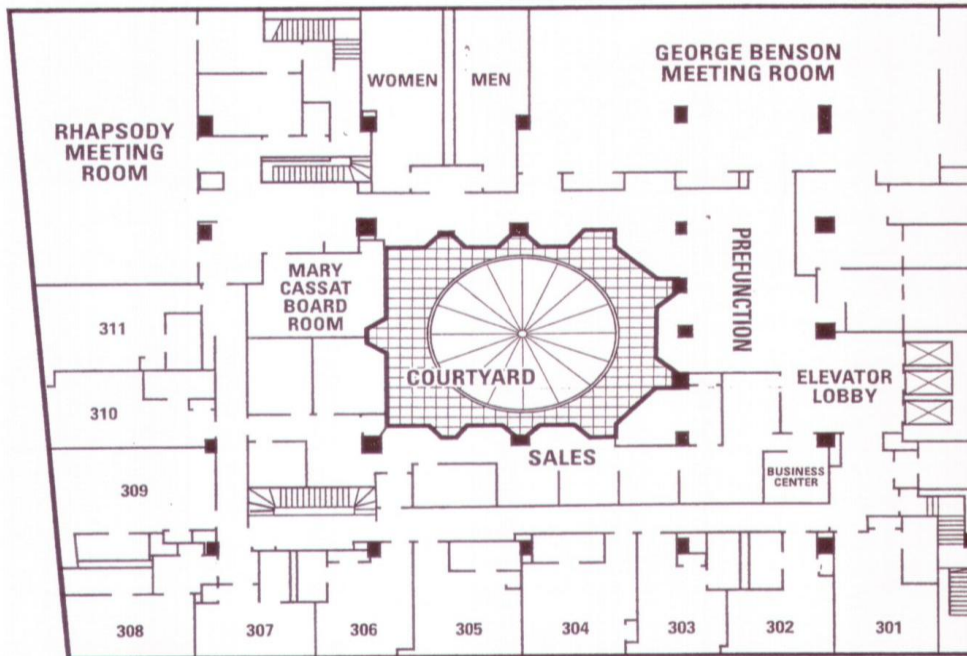 WOMEN
MEN
GEORGE BENSON
MEETING ROOM
RHAPSODY
MEETING
ROOM
PREFUNCTION
MARY
CASSAT
BOARD
ROOM
311
COURTYARD
ELEVATOR
LOBBY
310
SALES
BUSINESS
CENTER
309
308
307
306
305
304
303
302
301